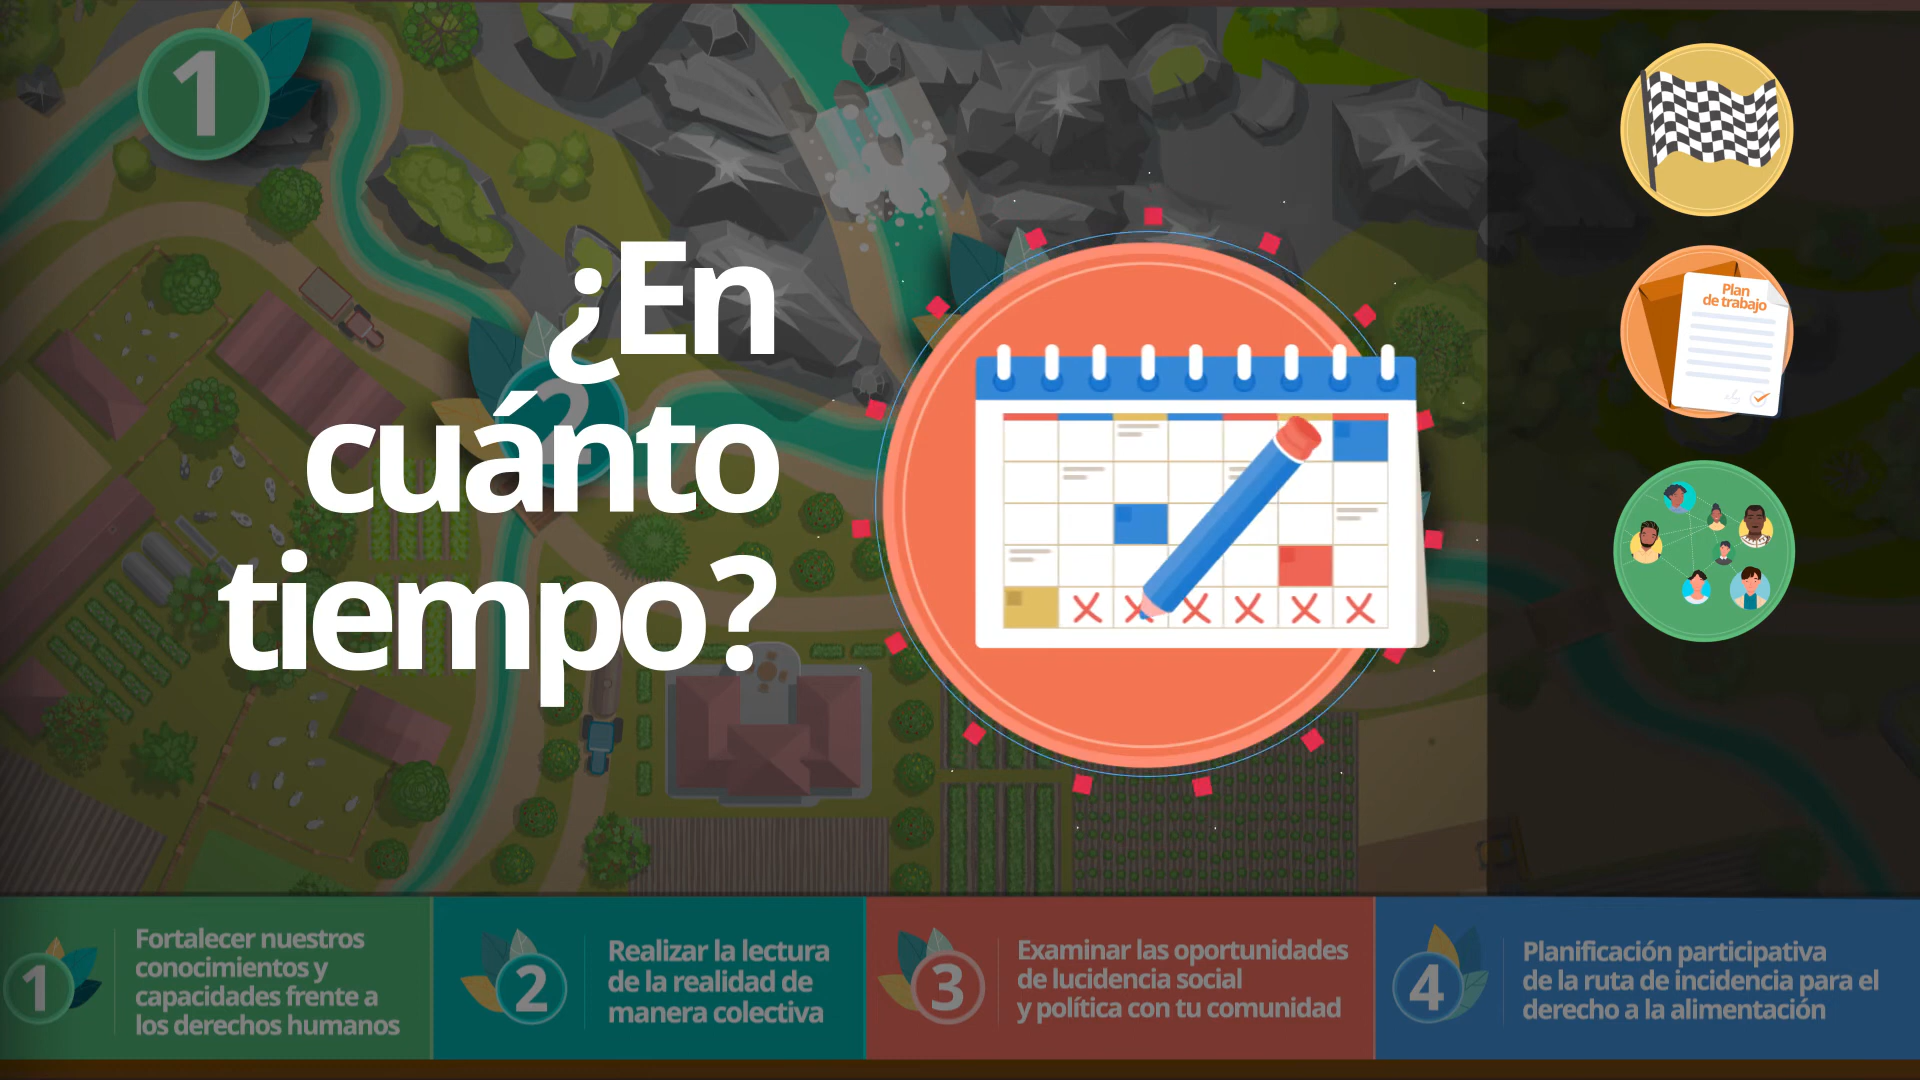 1
¿En
cuánto
tiempo?
2
Plan
de trabajo
1
Fortalecer nuestros
conocimientos y
capacidades frente a
los derechos humanos
2
Realizar la lectura
de la realidad de
manera colectiva
3
Examinar las oportunidades
de lucidencia social
y política con tu comunidad
4
Planificación participativa
de la ruta de incidencia para el
derecho a la alimentación